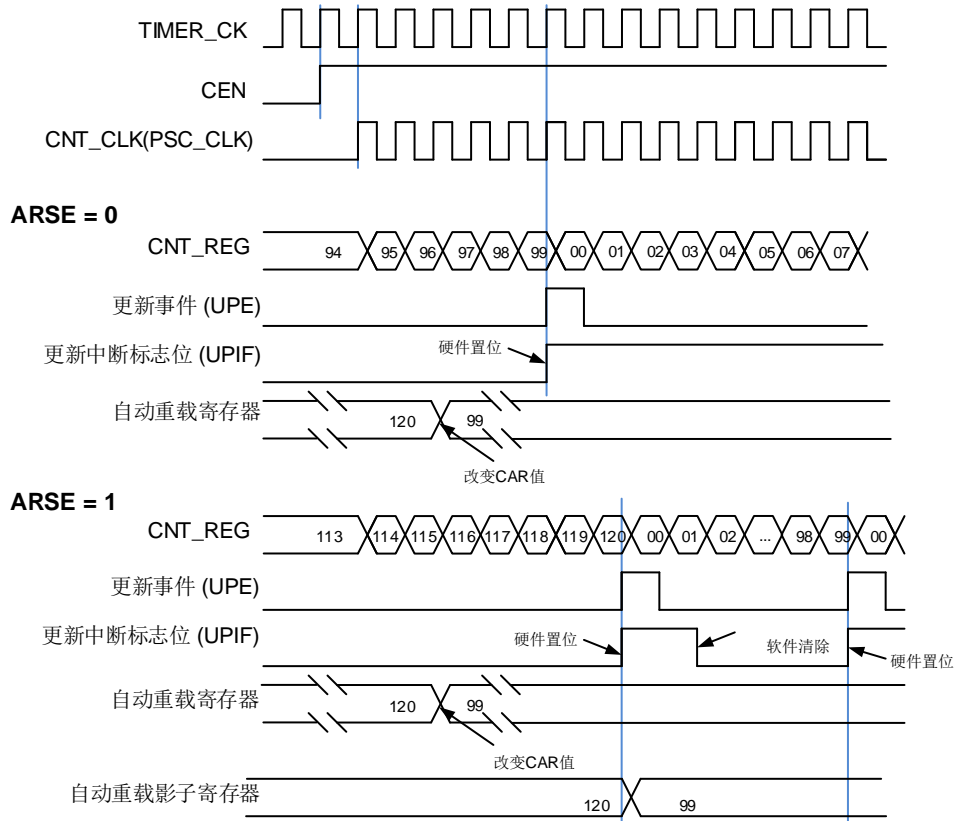 TIMER_CK
CEN
CNT_CLK(PSC_CLK)
ARSE = 0
CNT_REG 94 95 96 97 98 99 00 01 02 03 04 05 06 07
更新事件 (UPE)
更新中断标志位 (UPIF) 硬件置位
自动重载寄存器 120 99
改变CAR值
ARSE = 1
CNT_REG 113 114 115 116 117 118 119 120 00 01 02 ... 98 99 00
更新事件 (UPE)
更新中断标志位 (UPIF) 硬件置位 软件清除 硬件置位
自动重载寄存器 120 99
改变CAR值
自动重载影子寄存器 120 99